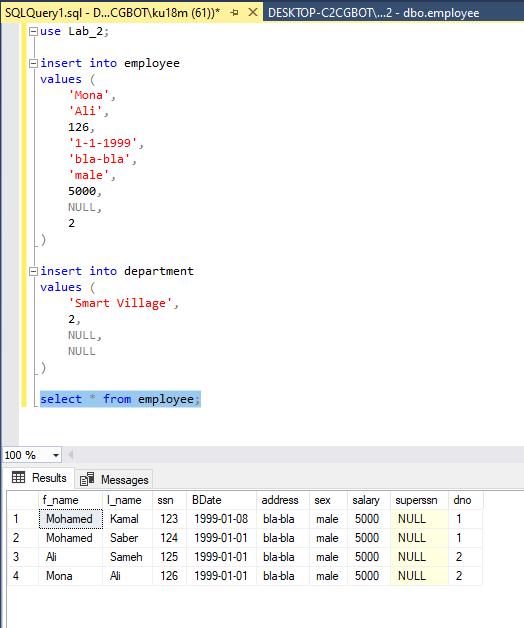 SQLQuery1.sql - D...CGBOT\ku18m (61))* DESKTOP-C2CGBOT\...2 - dbo.employee
use Lab_2;
insert into employee
values (
'Mona',
'Ali',
126,
'1-1-1999',
'bla-bla',
'male',
5000,
NULL,
2
)
insert into department
values (
'Smart Village',
2,
NULL,
NULL
)
select * from employee;
100 %
Results Messages
f_name l_name ssn BDate address sex salary superssn dno
1 Mohamed Kamal 123 1999-01-08 bla-bla male 5000 NULL 1
2 Mohamed Saber 124 1999-01-01 bla-bla male 5000 NULL 1
3 Ali Sameh 125 1999-01-01 bla-bla male 5000 NULL 2
4 Mona Ali 126 1999-01-01 bla-bla male 5000 NULL 2